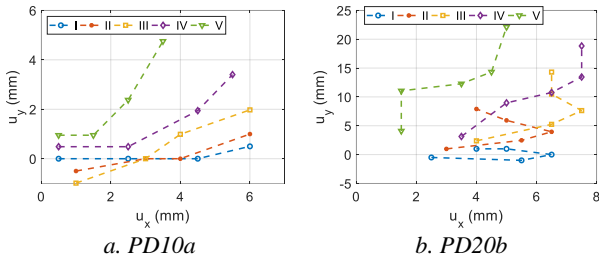 I II III IV V
6
4
2
0
0 2 4 6
u_y (mm)
u_x (mm)
a. PD10a
I II III IV V
25
20
15
10
5
0
-5
0 2 4 6 8
u_y (mm)
u_x (mm)
b. PD20b